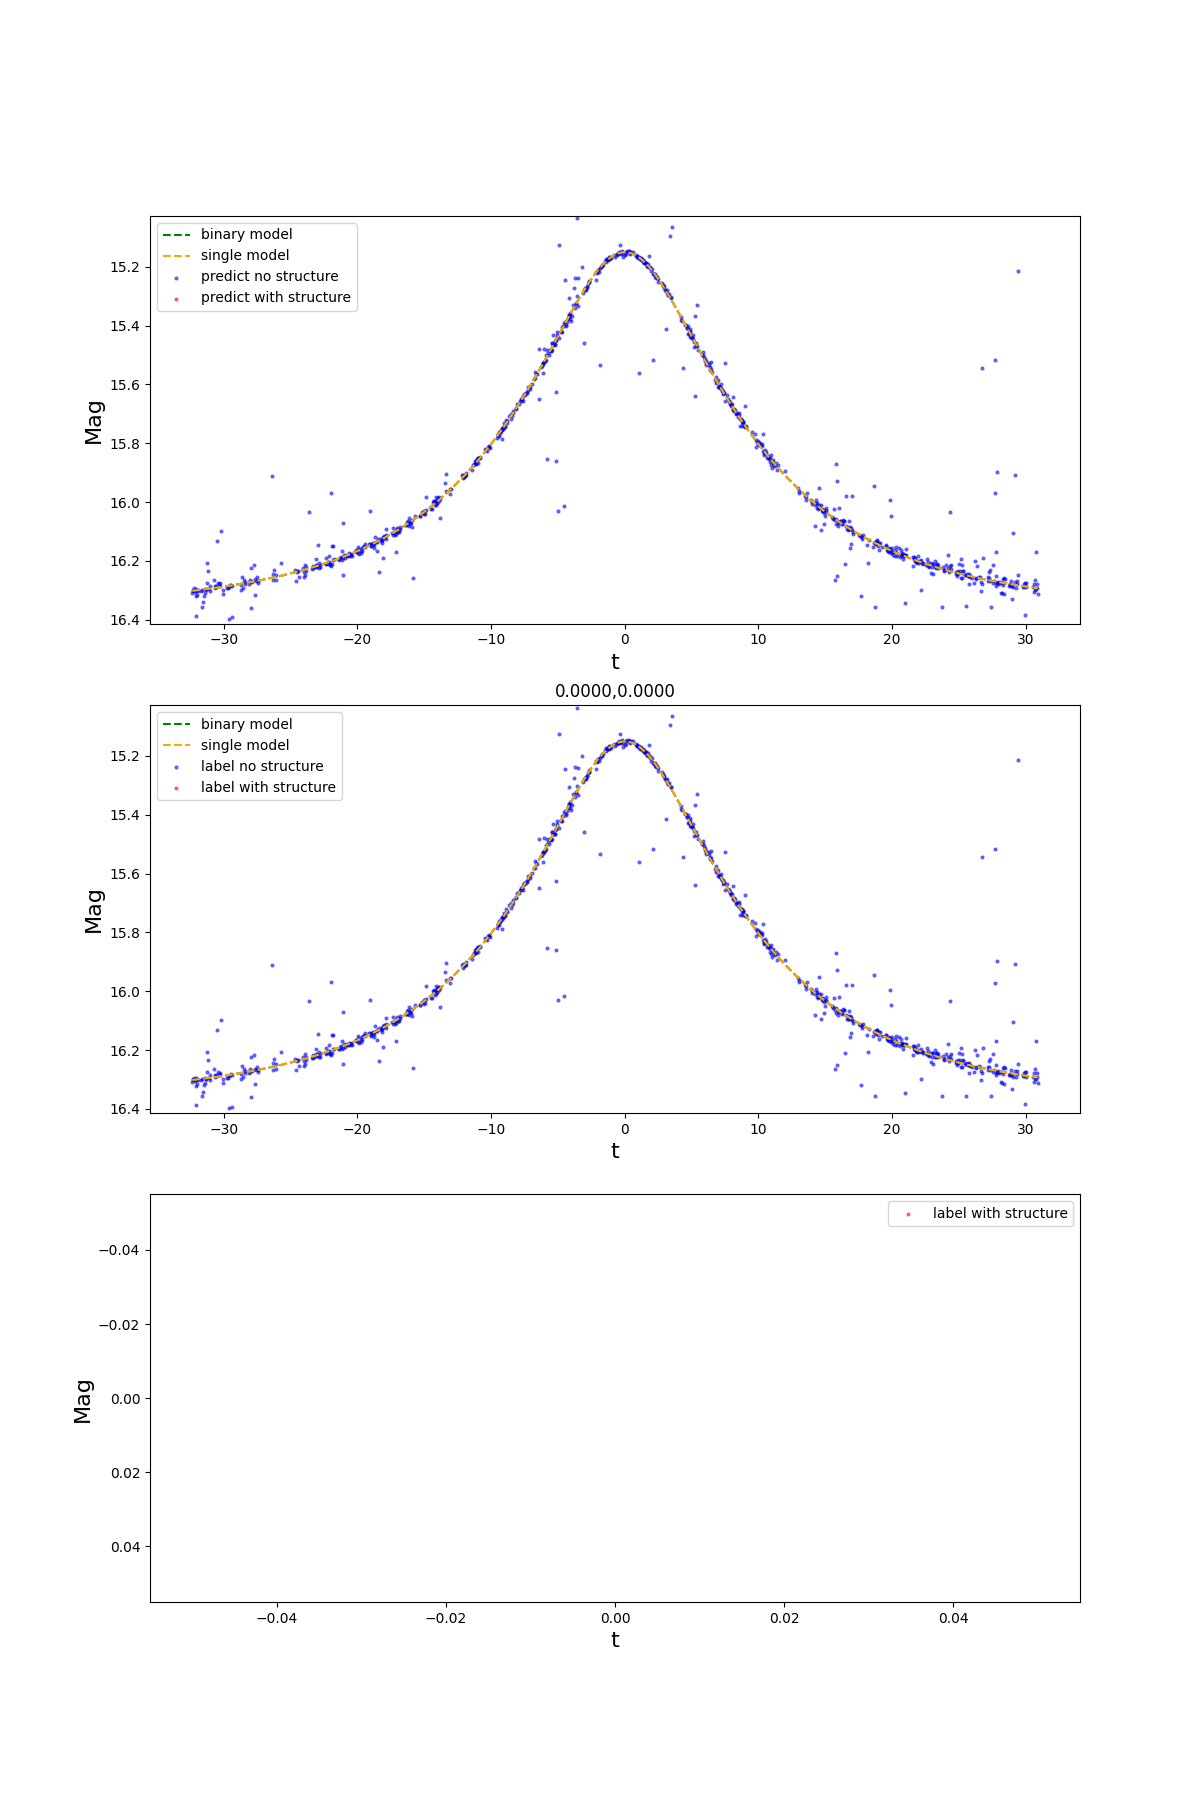 binary model
single model
predict no structure
predict with structure
15.2
15.4
15.6
15.8
16.0
16.2
16.4
Mag
−30
−20
−10
0
10
20
30
t
0.0000,0.0000
binary model
single model
label no structure
label with structure
15.2
15.4
15.6
15.8
16.0
16.2
16.4
Mag
−30
−20
−10
0
10
20
30
t
label with structure
−0.04
−0.02
0.00
0.02
0.04
Mag
−0.04
−0.02
0.00
0.02
0.04
t